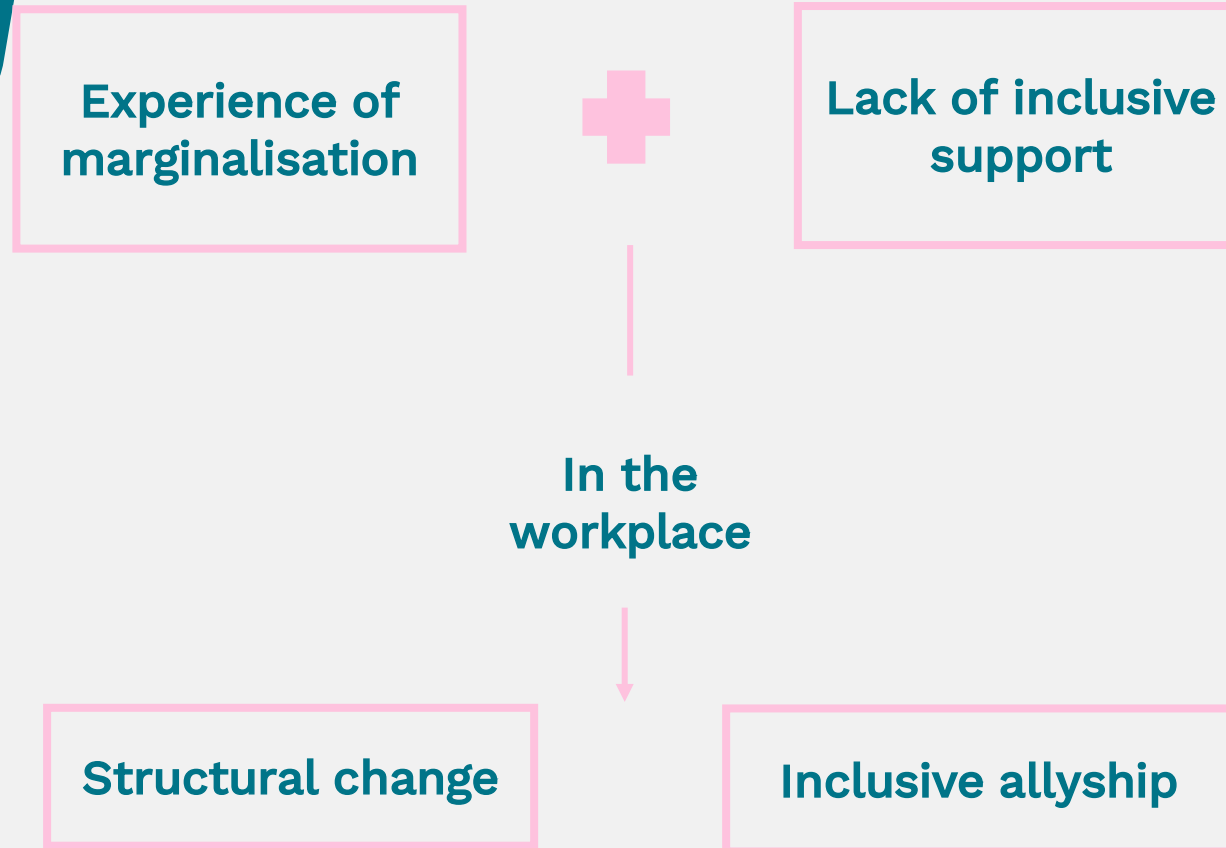 Experience of
marginalisation
Lack of inclusive
support
In the
workplace
Structural change
Inclusive allyship